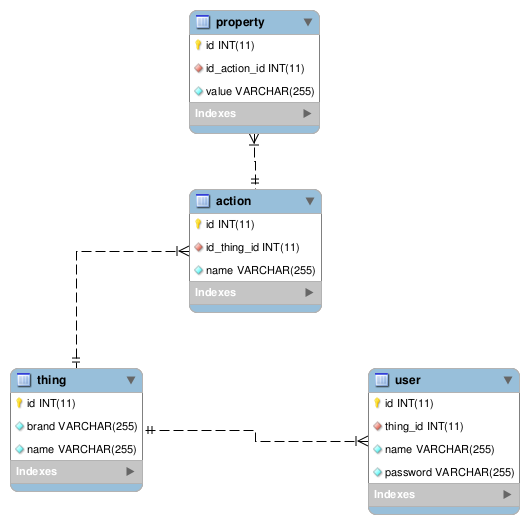 property
id INT(11)
id_action_id INT(11)
value VARCHAR(255)
Indexes
action
id INT(11)
id_thing_id INT(11)
name VARCHAR(255)
Indexes
thing
id INT(11)
brand VARCHAR(255)
name VARCHAR(255)
Indexes
user
id INT(11)
thing_id INT(11)
name VARCHAR(255)
password VARCHAR(255)
Indexes